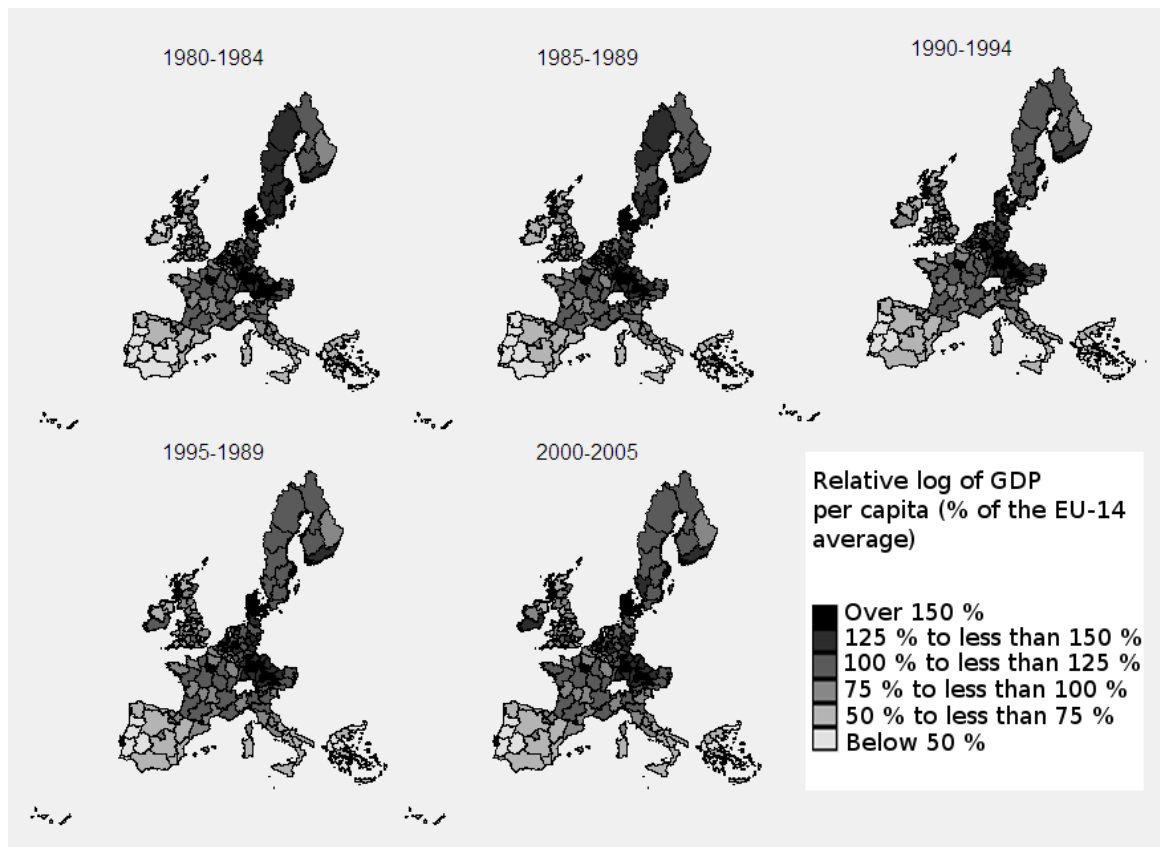 1980-1984
1985-1989
1990-1994
1995-1989
2000-2005
Relative log of GDP
per capita (% of the EU-14
average)
Over 150 %
125 % to less than 150 %
100 % to less than 125 %
75 % to less than 100 %
50 % to less than 75 %
Below 50 %